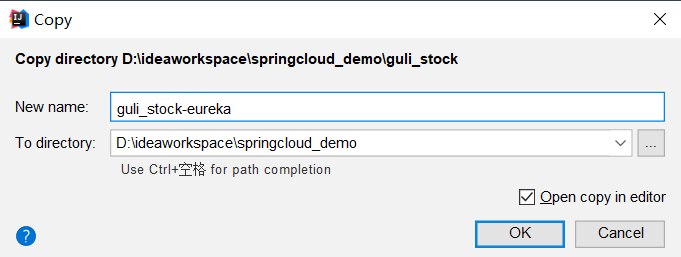 Copy
Copy directory D:\ideaworkspace\springcloud_demo\guli_stock
New name: guli_stock-eureka
To directory: D:\ideaworkspace\springcloud_demo ...
Use Ctrl+空格 for path completion
Open copy in editor
? OK Cancel